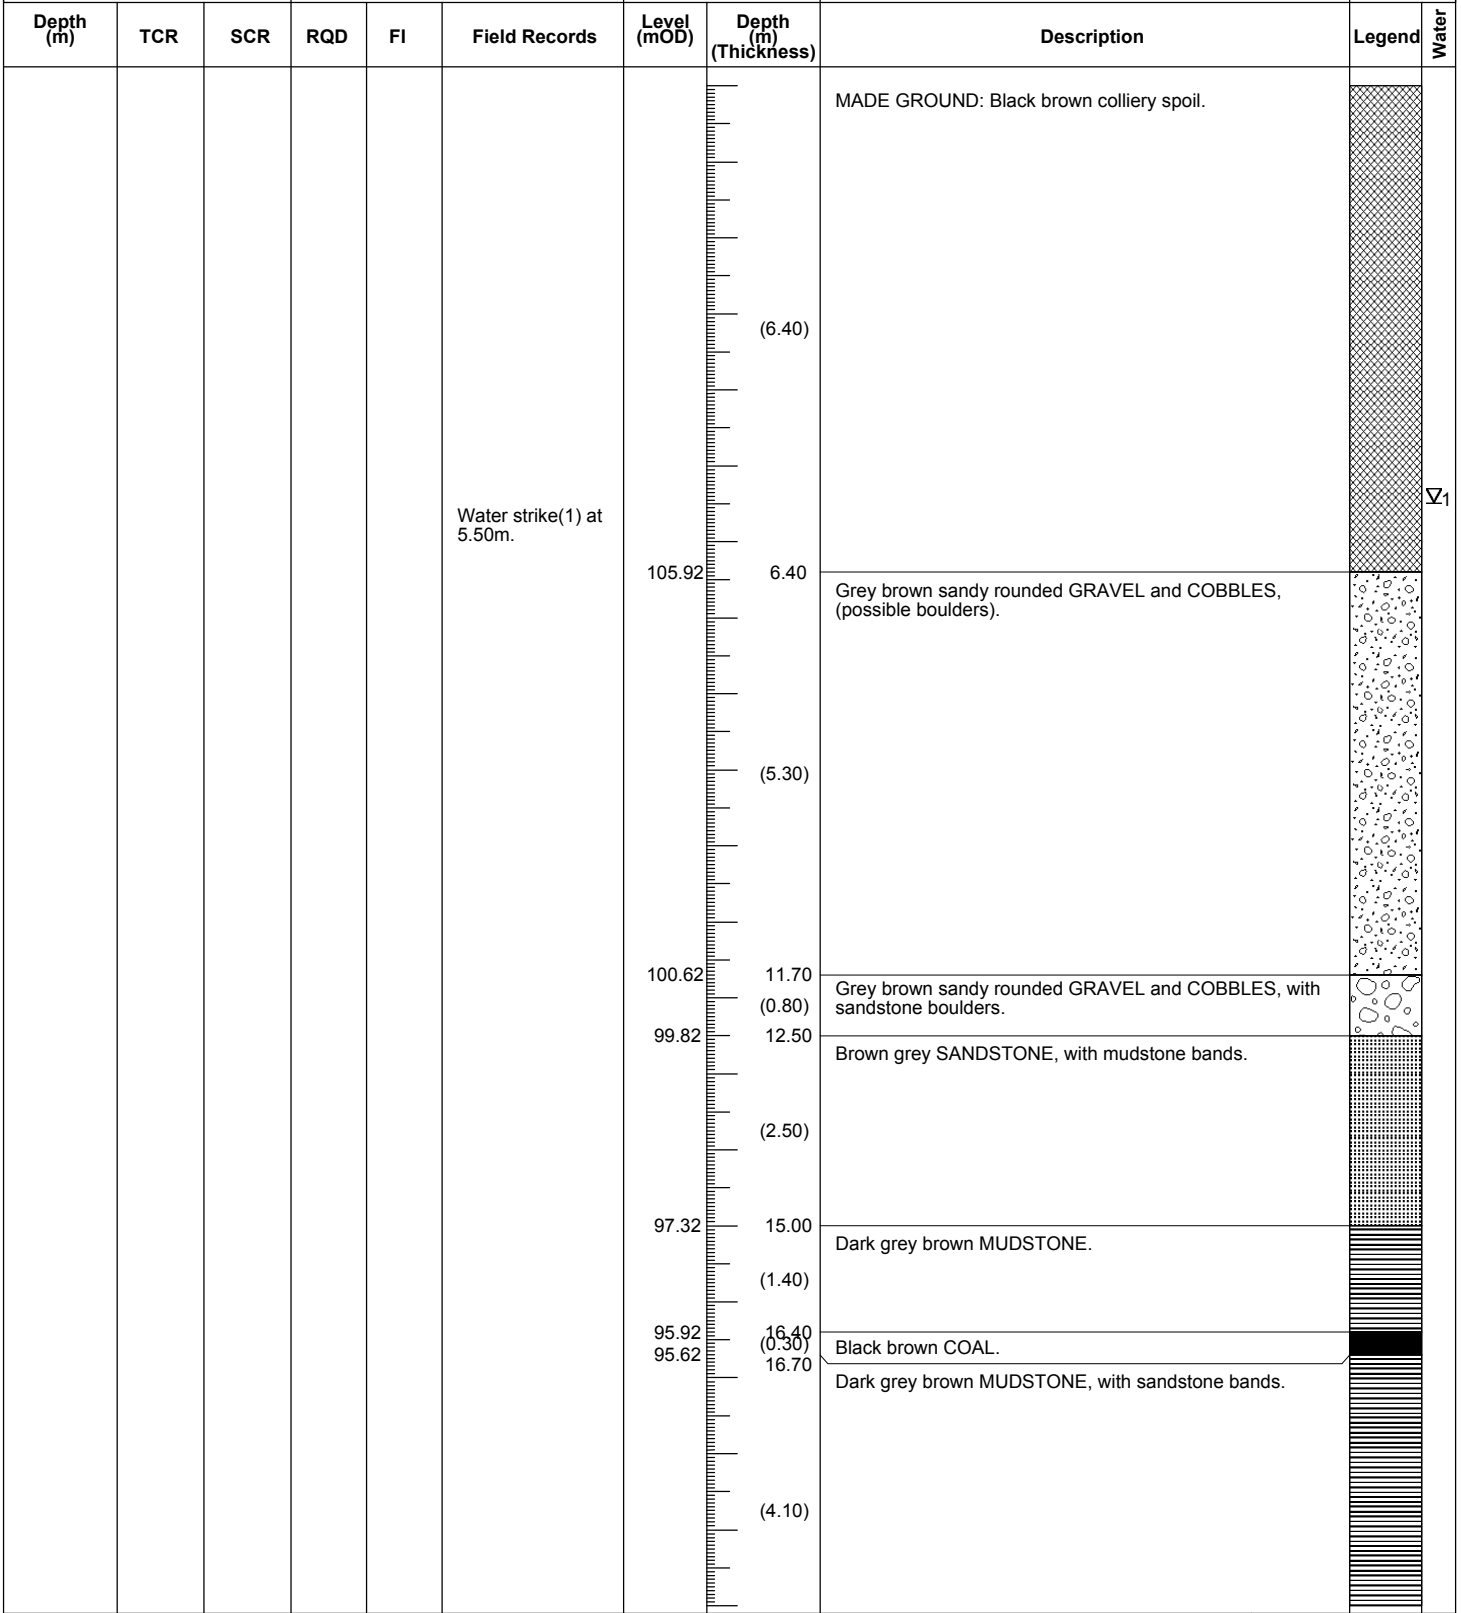 Depth (m)
TCR
SCR
RQD
FI
Field Records
Level (mOD)
Depth (m) (Thickness)
Description
Legend
Water
MADE GROUND: Black brown colliery spoil.
(6.40)
1
Water strike(1) at
5.50m.
105.92
6.40
Grey brown sandy rounded GRAVEL and COBBLES,
(possible boulders).
(5.30)
100.62
11.70
Grey brown sandy rounded GRAVEL and COBBLES, with
sandstone boulders.
(0.80)
99.82
12.50
Brown grey SANDSTONE, with mudstone bands.
(2.50)
97.32
15.00
Dark grey brown MUDSTONE.
(1.40)
95.92
16.40
(0.30)
Black brown COAL.
95.62
16.70
Dark grey brown MUDSTONE, with sandstone bands.
(4.10)